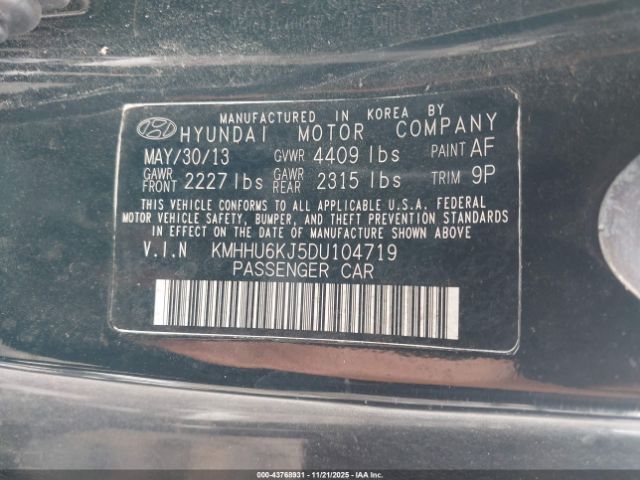 MANUFACTURED IN KOREA BY
HYUNDAI MOTOR COMPANY
MAY/30/13 GVWR 4409 lbs PAINT AF
GAWR FRONT 2227 lbs GAWR REAR 2315 lbs TRIM 9P
THIS VEHICLE CONFORMS TO ALL APPLICABLE U.S.A. FEDERAL
MOTOR VEHICLE SAFETY, BUMPER, AND THEFT PREVENTION STANDARDS
IN EFFECT ON THE DATE OF MANUFACTURE SHOWN ABOVE.
V.I.N KMHHU6KJ5DU104719
PASSENGER CAR
000-43768931 - 11/21/2025 - IAA, Inc.